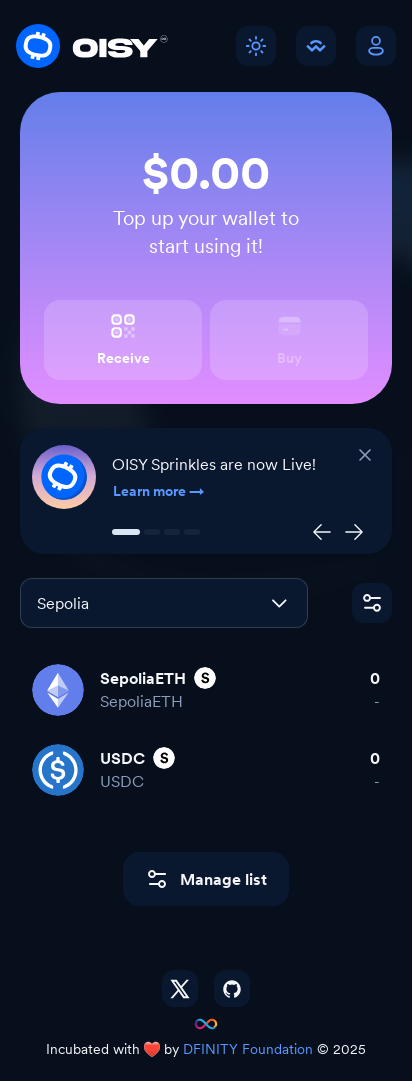 OISY
$0.00
Top up your wallet to
start using it!
Receive
Buy
OISY Sprinkles are now Live!
Learn more →
Sepolia
SepoliaETH S
0
SepoliaETH
-
USDC S
0
USDC
-
Manage list
Incubated with ❤️ by DFINITY Foundation © 2025